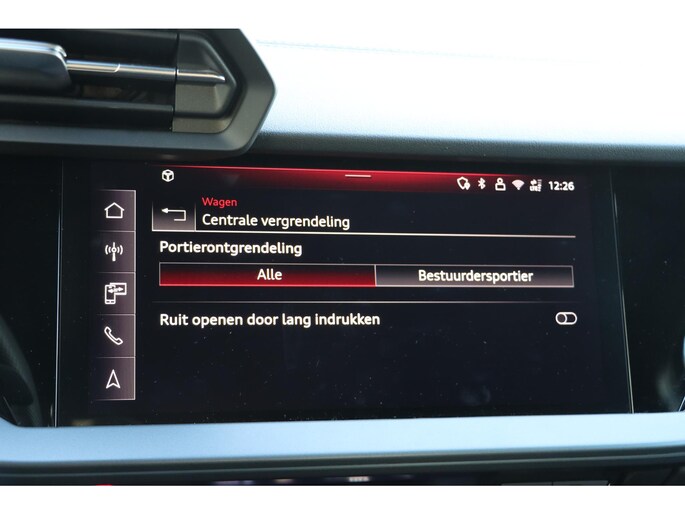 12:26
Wagen
Centrale vergrendeling
Portierontgrendeling
Alle Bestuurdersportier
Ruit openen door lang indrukken